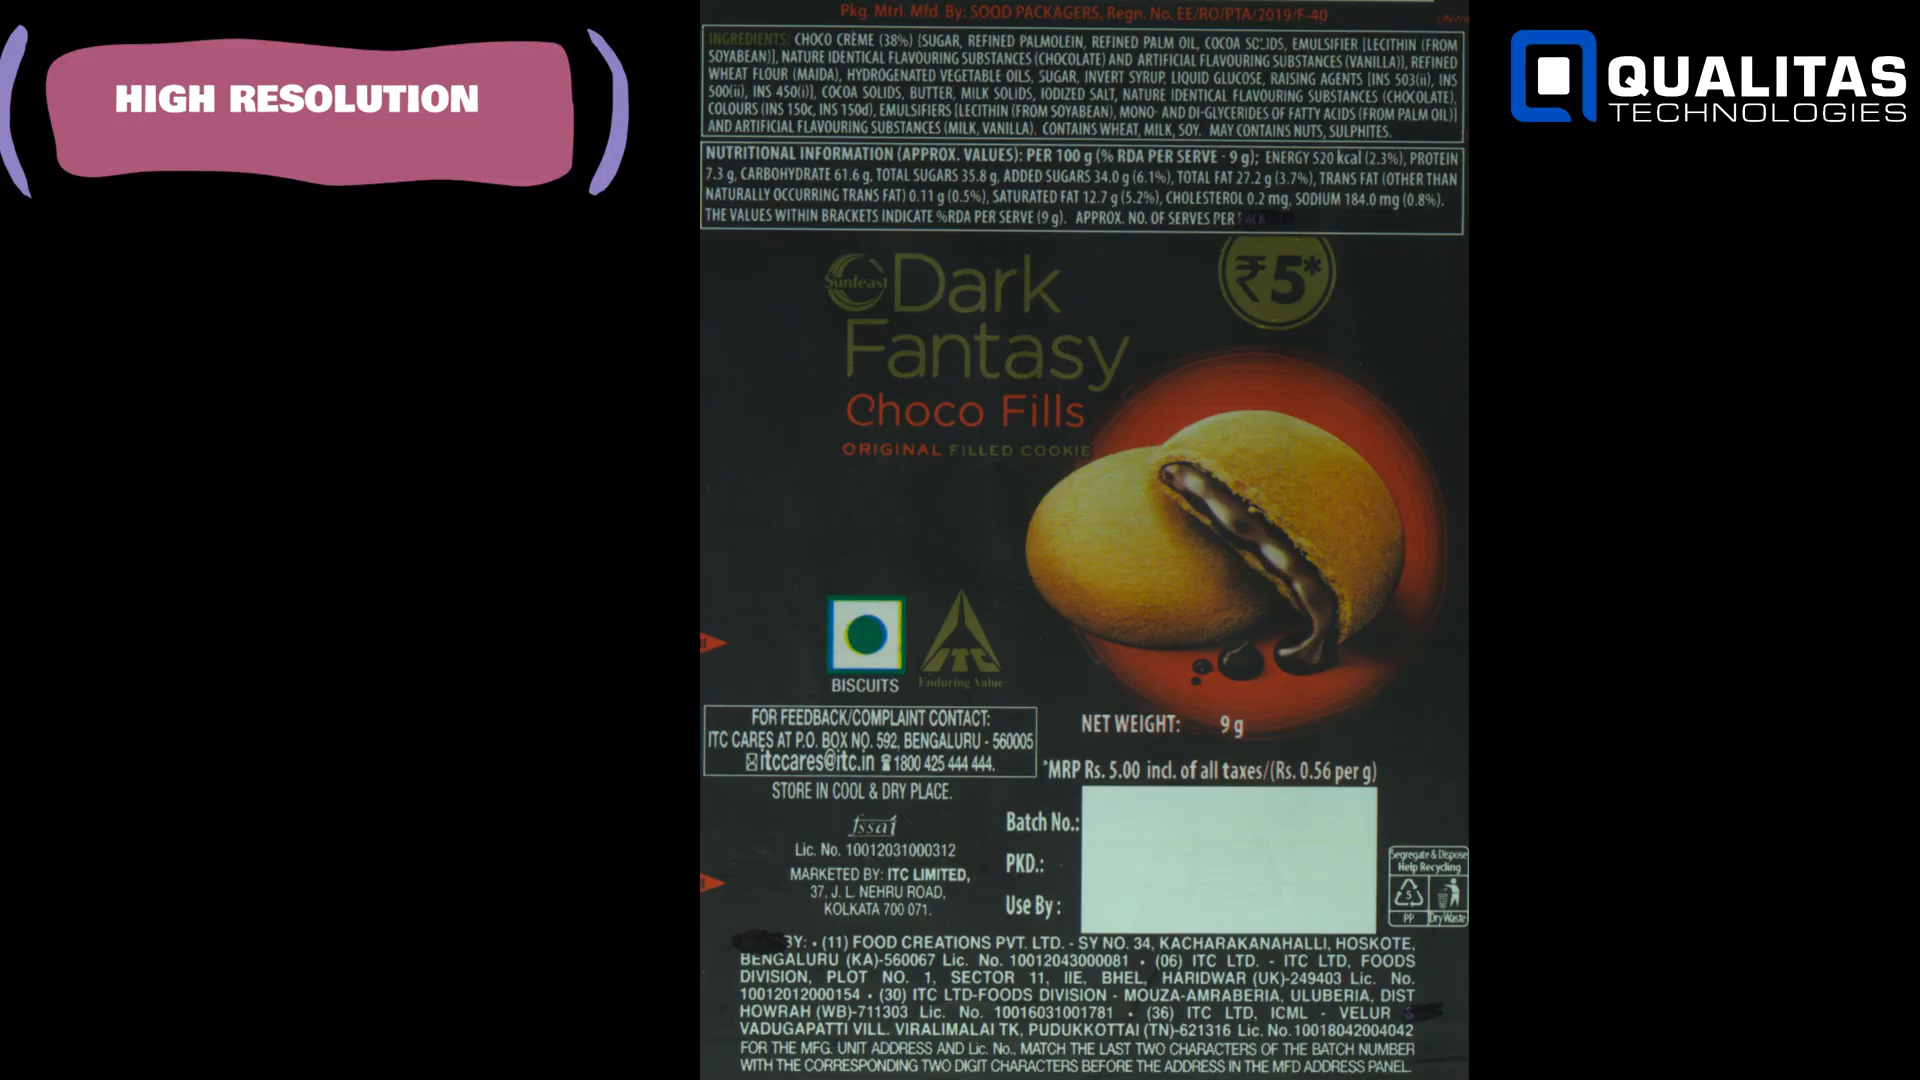 HIGH RESOLUTION
QUALITAS
TECHNOLOGIES
Pkg. Mtrl. Mfd. By: SOOD PACKAGERS, Regn. No. EE/RO/PTA/2019/F-40
INGREDIENTS: CHOCO CRÈME (38%) {SUGAR, REFINED PALMOLEIN, REFINED PALM OIL, COCOA SOLIDS, EMULSIFIER [LECITHIN (FROM
SOYABEAN)], NATURE IDENTICAL FLAVOURING SUBSTANCES (CHOCOLATE) AND ARTIFICIAL FLAVOURING SUBSTANCES (VANILLA)}, REFINED
WHEAT FLOUR (MAIDA), HYDROGENATED VEGETABLE OILS, SUGAR, INVERT SYRUP, LIQUID GLUCOSE, RAISING AGENTS [INS 503(ii), INS
500(ii), INS 450(i)], COCOA SOLIDS, BUTTER, MILK SOLIDS, IODIZED SALT, NATURE IDENTICAL FLAVOURING SUBSTANCES (CHOCOLATE),
COLOURS (INS 150c, INS 150d), EMULSIFIERS [LECITHIN (FROM SOYABEAN), MONO- AND DI-GLYCERIDES OF FATTY ACIDS (FROM PALM OIL)]
AND ARTIFICIAL FLAVOURING SUBSTANCES (MILK, VANILLA). CONTAINS WHEAT, MILK, SOY. MAY CONTAIN NUTS, SULPHITES.
NUTRITIONAL INFORMATION (APPROX. VALUES): PER 100 g (% RDA PER SERVE - 9 g); ENERGY 520 kcal (2.3%), PROTEIN
7.3 g, CARBOHYDRATE 61.6 g, TOTAL SUGARS 35.8 g, ADDED SUGARS 34.0 g (6.1%), TOTAL FAT 27.2 g (3.7%), TRANS FAT (OTHER THAN
NATURALLY OCCURRING TRANS FAT) 0.11 g (0.5%), SATURATED FAT 12.7 g (5.2%), CHOLESTEROL 0.2 mg, SODIUM 184.0 mg (0.8%).
THE VALUES WITHIN BRACKETS INDICATE %RDA PER SERVE (9 g). APPROX. NO. OF SERVES PER PACK
Sunfeast
Dark
Fantasy
₹5*
Choco Fills
ORIGINAL FILLED COOKIE
BISCUITS
ITC
Enduring Value
FOR FEEDBACK/COMPLAINT CONTACT:
ITC CARES AT P.O. BOX NO. 592, BENGALURU - 560005
itccares@itc.in 1800 425 444 444.
STORE IN COOL & DRY PLACE.
fssai
Lic. No. 10012031000312
MARKETED BY: ITC LIMITED,
37, J. L. NEHRU ROAD,
KOLKATA 700 071.
NET WEIGHT: 9 g
*MRP Rs. 5.00 incl. of all taxes/(Rs. 0.56 per g)
Batch No.:
PKD.:
Use By :
Segregate & Dispose
Help Recycling
5
PP Dry Waste
BY: • (11) FOOD CREATIONS PVT. LTD. - SY NO. 34, KACHARAKANAHALLI, HOSKOTE,
BENGALURU (KA)-560067 Lic. No. 10012043000081 • (06) ITC LTD. - ITC LTD, FOODS
DIVISION, PLOT NO. 1, SECTOR 11, IIE, BHEL, HARIDWAR (UK)-249403 Lic. No.
10012012000154 • (30) ITC LTD-FOODS DIVISION - MOUZA-AMRABERIA, ULUBERIA, DIST
HOWRAH (WB)-711303 Lic. No. 10016031001781 • (36) ITC LTD, ICML - VELUR
VADUGAPATTI VILL. VIRALIMALAI TK, PUDUKKOTTAI (TN)-621316 Lic. No. 10018042004042
FOR THE MFG. UNIT ADDRESS AND Lic. No., MATCH THE LAST TWO CHARACTERS OF THE BATCH NUMBER
WITH THE CORRESPONDING TWO DIGIT CHARACTERS BEFORE THE ADDRESS IN THE MFD ADDRESS PANEL.